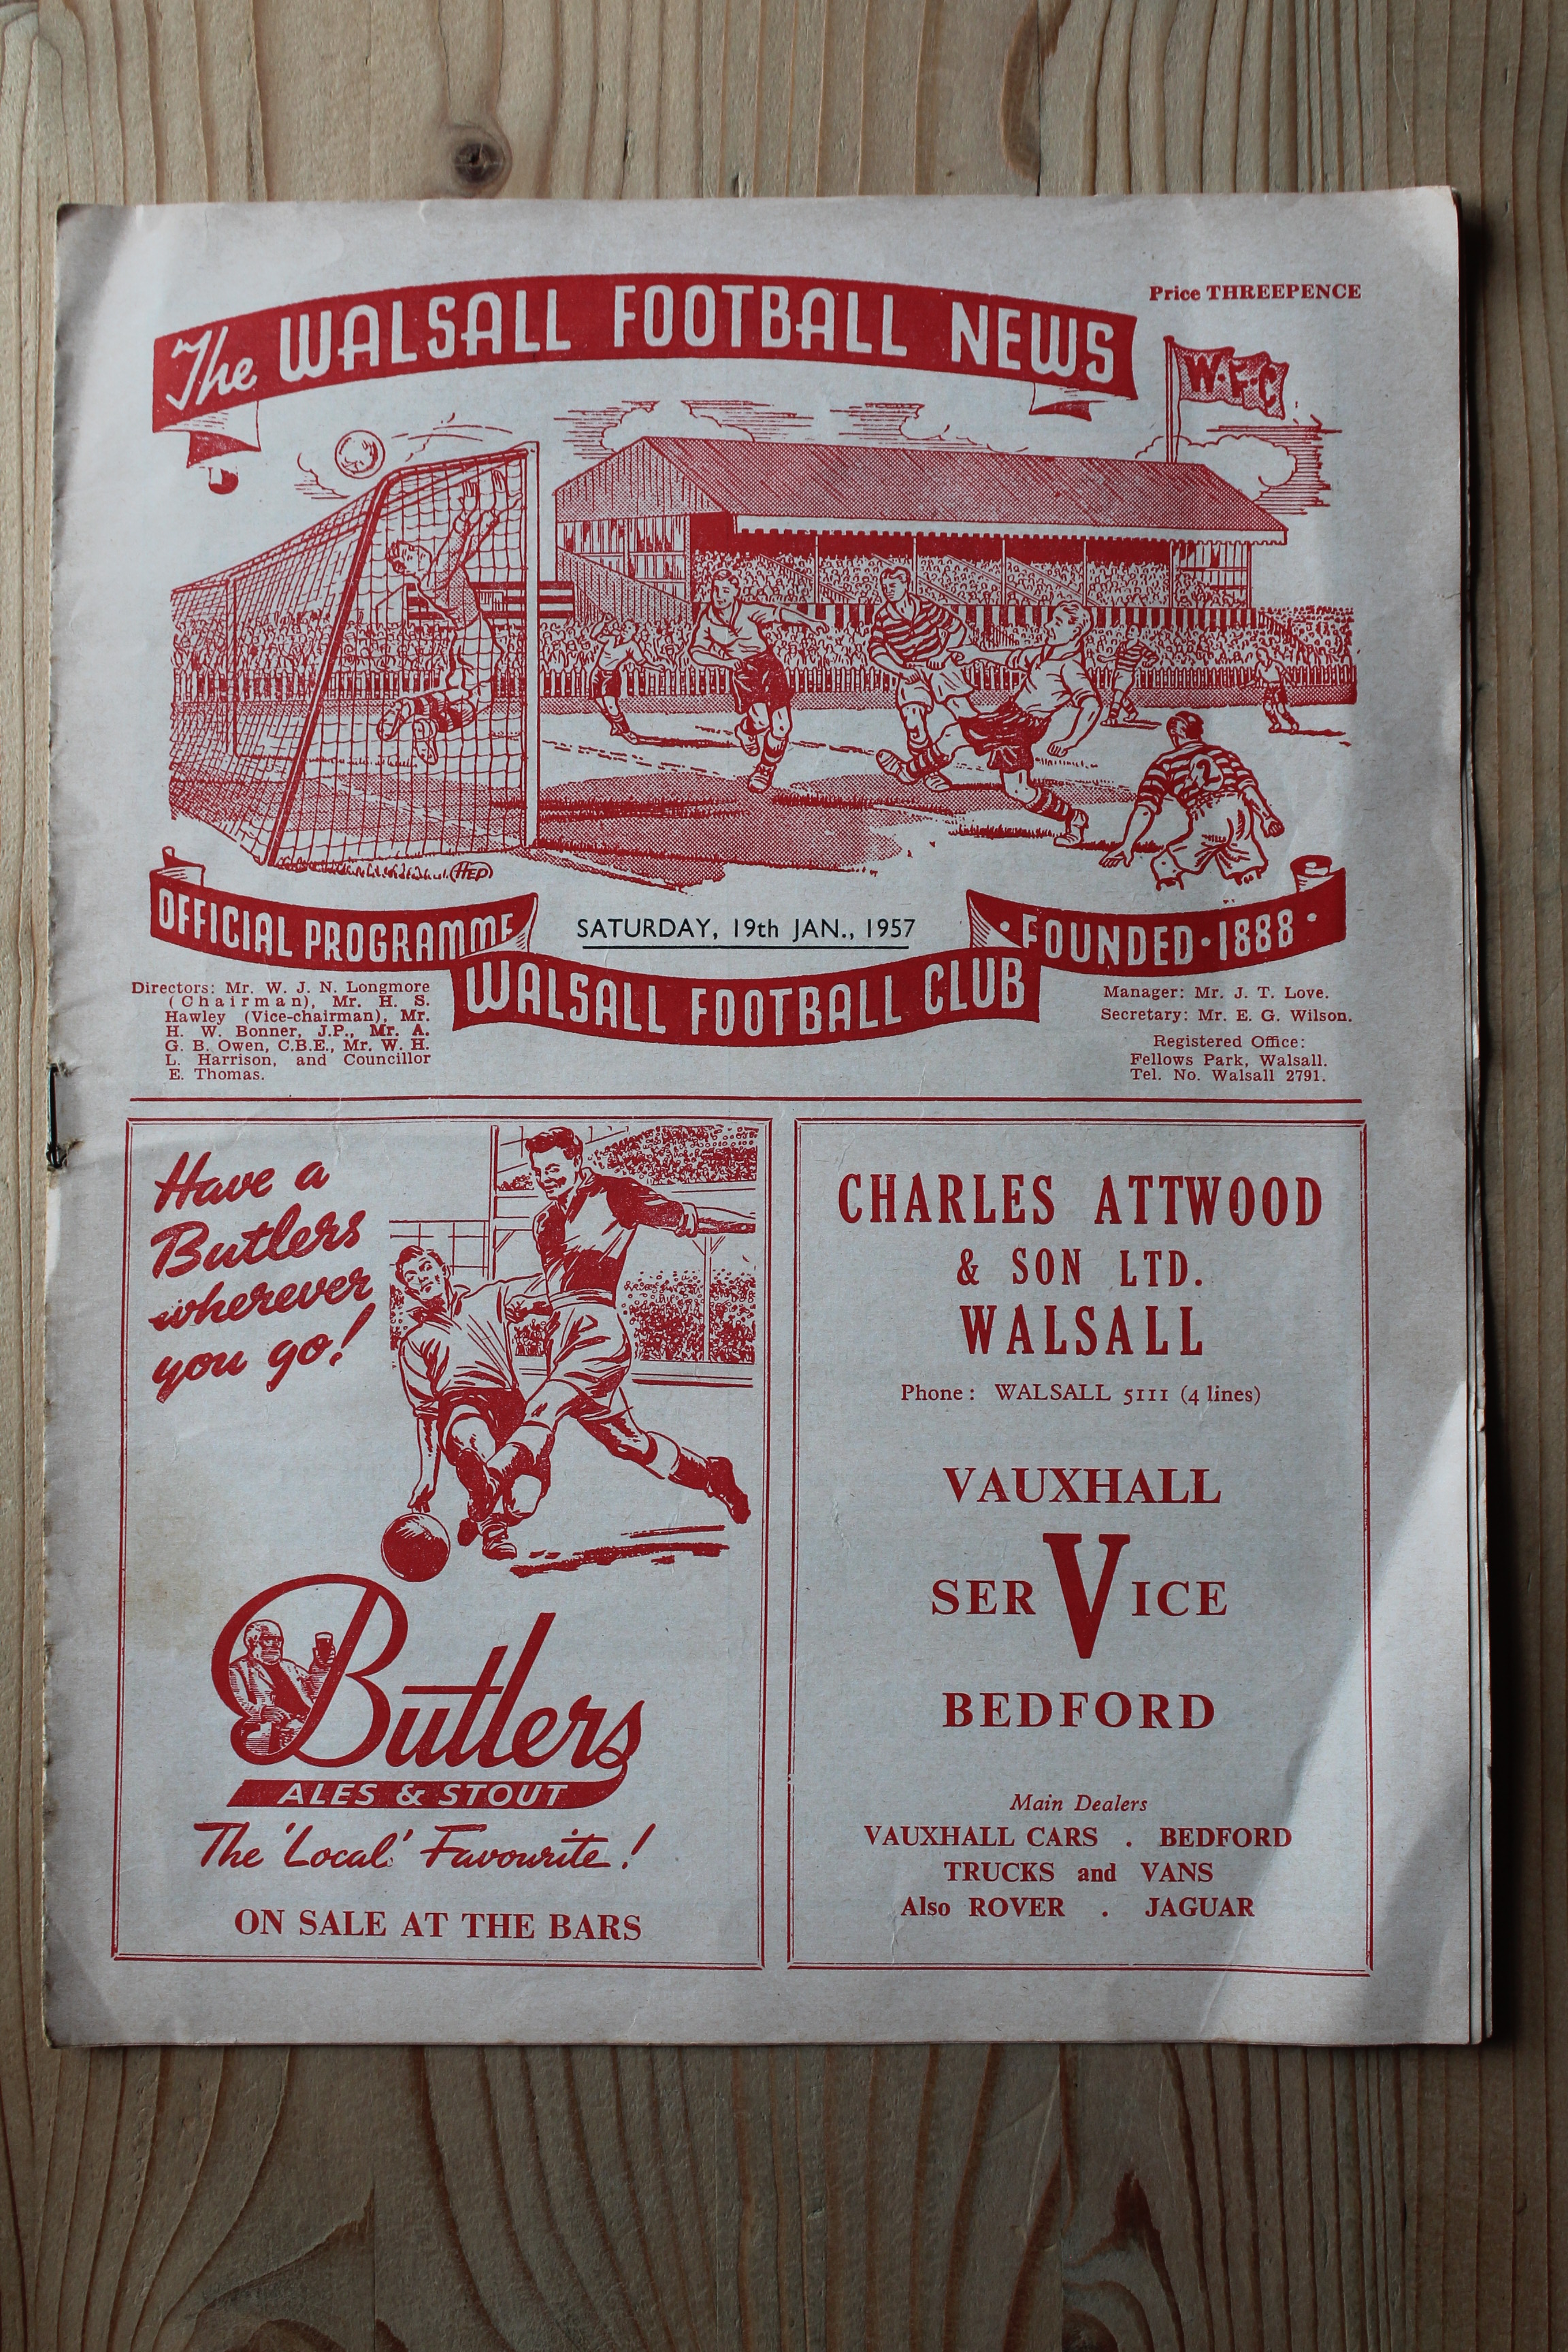 The WALSALL FOOTBALL NEWS
Price THREEPENCE
W.F.C
2
HEP
OFFICIAL PROGRAMME
SATURDAY, 19th JAN., 1957
• FOUNDED • 1888 •
WALSALL FOOTBALL CLUB
Directors: Mr. W. J. N. Longmore
(Chairman), Mr. H. S.
Hawley (Vice-chairman), Mr.
H. W. Bonner, J.P., Mr. A.
G. B. Owen, C.B.E., Mr. W. H.
L. Harrison, and Councillor
E. Thomas.
Manager: Mr. J. T. Love.
Secretary: Mr. E. G. Wilson.
Registered Office:
Fellows Park, Walsall.
Tel. No. Walsall 2791.
Have a
Butlers
wherever
you go!
Butlers
ALES & STOUT
The 'Local' Favourite!
ON SALE AT THE BARS
CHARLES ATTWOOD
& SON LTD.
WALSALL
Phone: WALSALL 5111 (4 lines)
VAUXHALL
SERVICE
BEDFORD
Main Dealers
VAUXHALL CARS . BEDFORD
TRUCKS and VANS
Also ROVER . JAGUAR